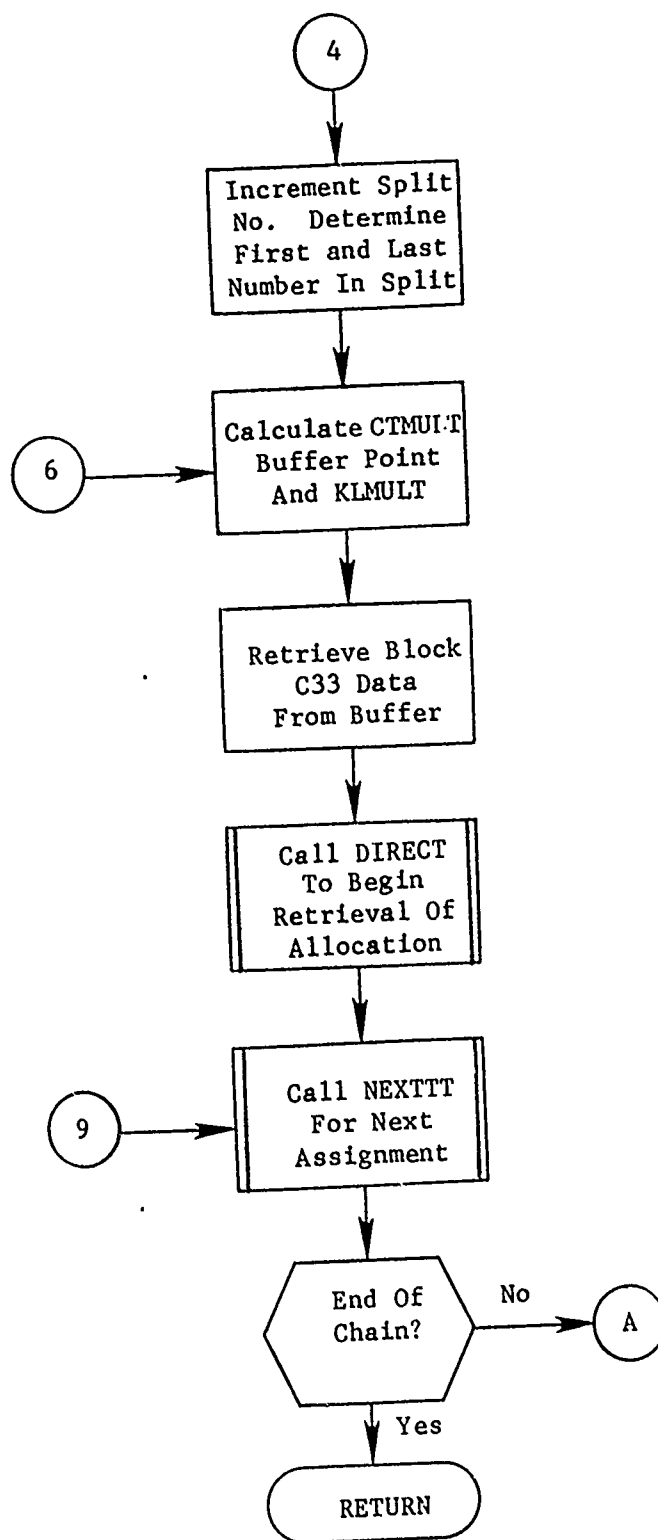 4
Increment Split
No. Determine
First and Last
Number In Split
6
Calculate CTMULT
Buffer Point
And KLMULT
Retrieve Block
C33 Data
From Buffer
Call DIRECT
To Begin
Retrieval Of
Allocation
9
Call NEXTTT
For Next
Assignment
End Of
Chain?
No
A
Yes
RETURN